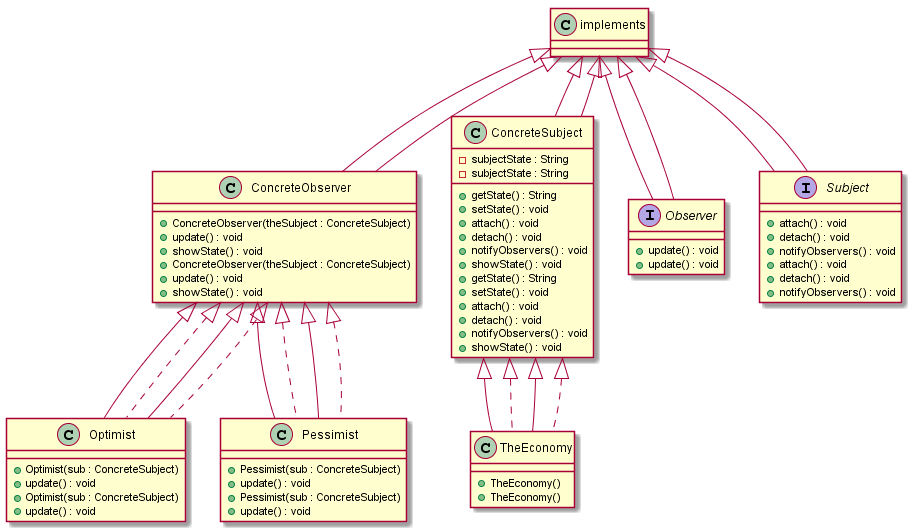 C implements
C ConcreteSubject
subjectState : String
subjectState : String
getState() : String
setState() : void
attach() : void
detach() : void
notifyObservers() : void
showState() : void
getState() : String
setState() : void
attach() : void
detach() : void
notifyObservers() : void
showState() : void
C ConcreteObserver
ConcreteObserver(theSubject : ConcreteSubject)
update() : void
showState() : void
ConcreteObserver(theSubject : ConcreteSubject)
update() : void
showState() : void
I Observer
update() : void
update() : void
I Subject
attach() : void
detach() : void
notifyObservers() : void
attach() : void
detach() : void
notifyObservers() : void
C Optimist
Optimist(sub : ConcreteSubject)
update() : void
Optimist(sub : ConcreteSubject)
update() : void
C Pessimist
Pessimist(sub : ConcreteSubject)
update() : void
Pessimist(sub : ConcreteSubject)
update() : void
C TheEconomy
TheEconomy()
TheEconomy()